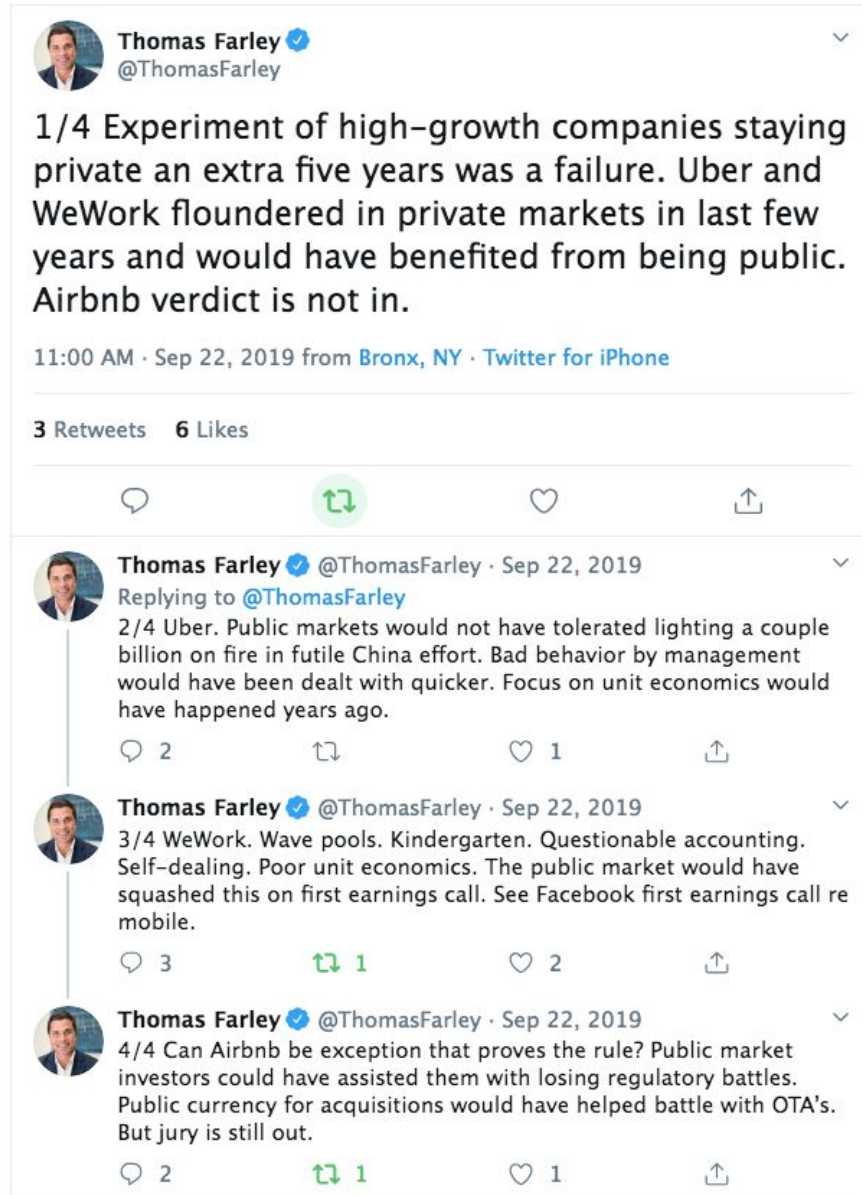 Thomas Farley
@ThomasFarley
1/4 Experiment of high-growth companies staying
private an extra five years was a failure. Uber and
WeWork floundered in private markets in last few
years and would have benefited from being public.
Airbnb verdict is not in.
11:00 AM · Sep 22, 2019 from Bronx, NY · Twitter for iPhone
3 Retweets 6 Likes
Thomas Farley @ThomasFarley · Sep 22, 2019
Replying to @ThomasFarley
2/4 Uber. Public markets would not have tolerated lighting a couple
billion on fire in futile China effort. Bad behavior by management
would have been dealt with quicker. Focus on unit economics would
have happened years ago.
2 1
Thomas Farley @ThomasFarley · Sep 22, 2019
3/4 WeWork. Wave pools. Kindergarten. Questionable accounting.
Self-dealing. Poor unit economics. The public market would have
squashed this on first earnings call. See Facebook first earnings call re
mobile.
3 1 2
Thomas Farley @ThomasFarley · Sep 22, 2019
4/4 Can Airbnb be exception that proves the rule? Public market
investors could have assisted them with losing regulatory battles.
Public currency for acquisitions would have helped battle with OTA's.
But jury is still out.
2 1 1